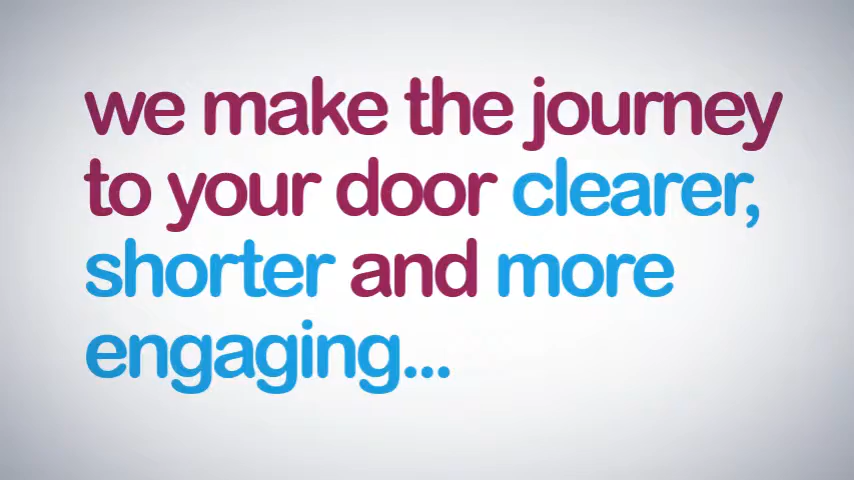 we make the journey
to your door clearer,
shorter and more
engaging...